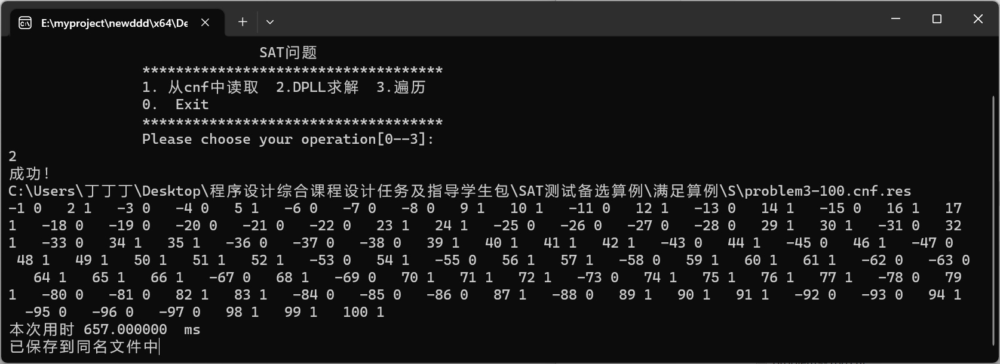 E:\myproject\newddd\x64\De
SAT问题
************************************
1. 从cnf中读取  2.DPLL求解  3.遍历
0.  Exit
************************************
Please choose your operation[0--3]:
2
成功!
C:\Users\丁丁丁\Desktop\程序设计综合课程设计任务及指导学生包\SAT测试备选算例\满足算例\S\problem3-100.cnf.res
-1 0   2 1   -3 0   -4 0   5 1   -6 0   -7 0   -8 0   9 1   10 1   -11 0   12 1   -13 0   14 1   -15 0   16 1   17
1   -18 0   -19 0   -20 0   -21 0   -22 0   23 1   24 1   -25 0   -26 0   -27 0   -28 0   29 1   30 1   -31 0   32
1   -33 0   34 1   35 1   -36 0   -37 0   -38 0   39 1   40 1   41 1   42 1   -43 0   44 1   -45 0   46 1   -47 0
48 1   49 1   50 1   51 1   52 1   -53 0   54 1   -55 0   56 1   57 1   -58 0   59 1   60 1   61 1   -62 0   -63 0
64 1   65 1   66 1   -67 0   68 1   -69 0   70 1   71 1   72 1   -73 0   74 1   75 1   76 1   77 1   -78 0   79
1   -80 0   -81 0   82 1   83 1   -84 0   -85 0   -86 0   87 1   -88 0   89 1   90 1   91 1   -92 0   -93 0   94 1
-95 0   -96 0   -97 0   98 1   99 1   100 1
本次用时 657.000000  ms
已保存到同名文件中